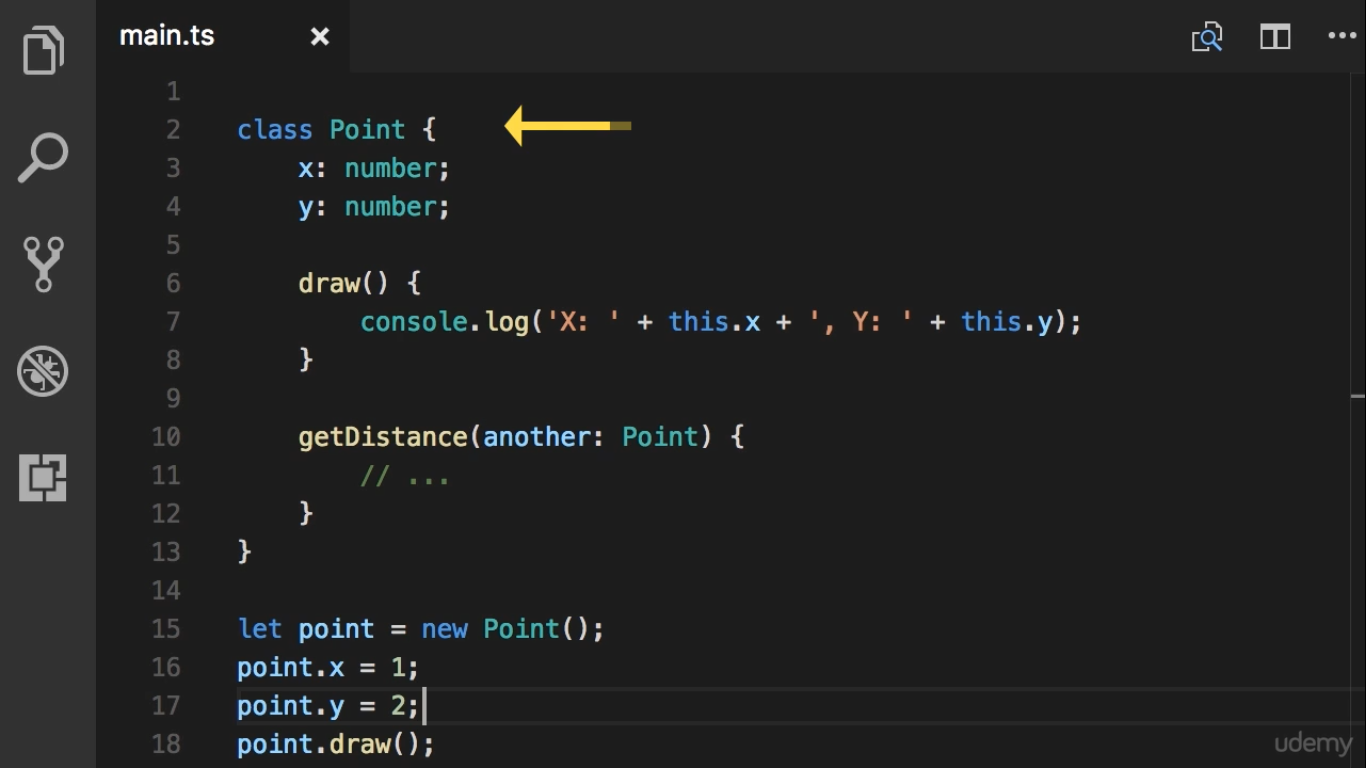 main.ts
1
2 class Point {
3     x: number;
4     y: number;
5
6     draw() {
7         console.log('X: ' + this.x + ', Y: ' + this.y);
8     }
9
10     getDistance(another: Point) {
11         // ...
12     }
13 }
14
15 let point = new Point();
16 point.x = 1;
17 point.y = 2;
18 point.draw();
udemy